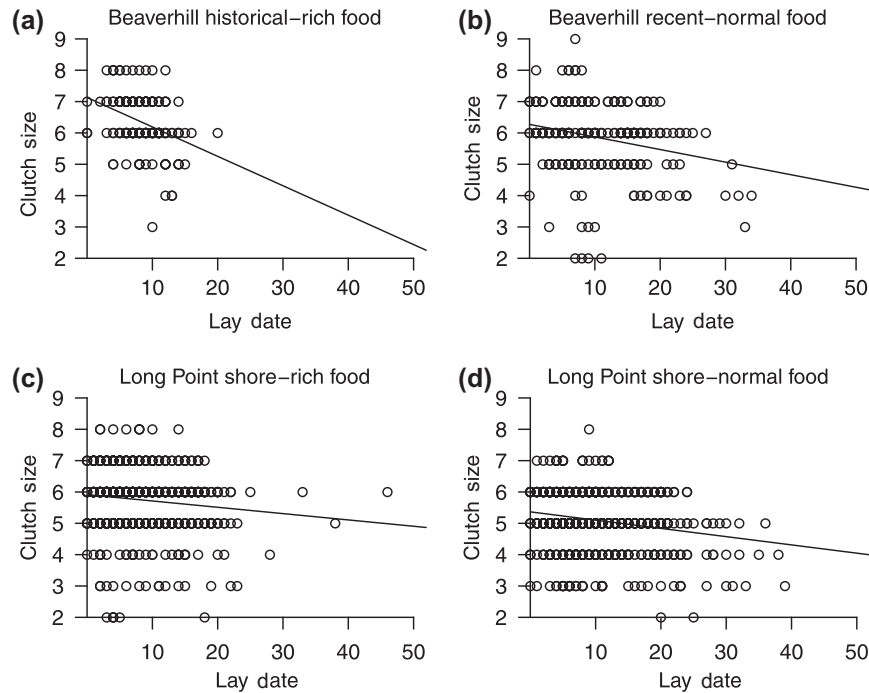 (a) Beaverhill historical–rich food
9
8
7
6
5
4
3
2
Clutch size
10 20 30 40 50
Lay date
(b) Beaverhill recent–normal food
9
8
7
6
5
4
3
2
Clutch size
10 20 30 40 50
Lay date
(c) Long Point shore–rich food
9
8
7
6
5
4
3
2
Clutch size
10 20 30 40 50
Lay date
(d) Long Point shore–normal food
9
8
7
6
5
4
3
2
Clutch size
10 20 30 40 50
Lay date